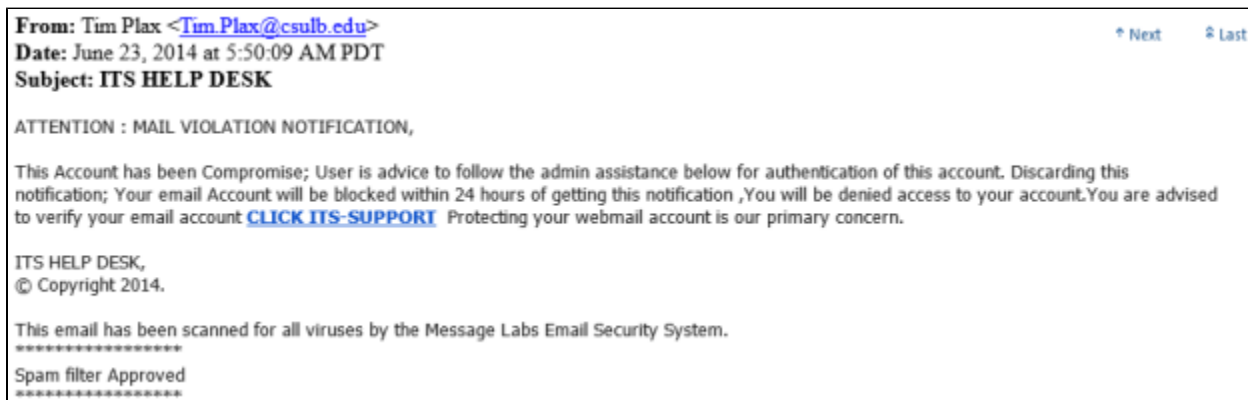 From: Tim Plax <Tim.Plax@csulb.edu>
↑ Next ⇞ Last
Date: June 23, 2014 at 5:50:09 AM PDT
Subject: ITS HELP DESK
ATTENTION : MAIL VIOLATION NOTIFICATION,
This Account has been Compromise; User is advice to follow the admin assistance below for authentication of this account. Discarding this
notification; Your email Account will be blocked within 24 hours of getting this notification ,You will be denied access to your account.You are advised
to verify your email account CLICK ITS-SUPPORT Protecting your webmail account is our primary concern.
ITS HELP DESK,
© Copyright 2014.
This email has been scanned for all viruses by the Message Labs Email Security System.
*****************
Spam filter Approved
*****************